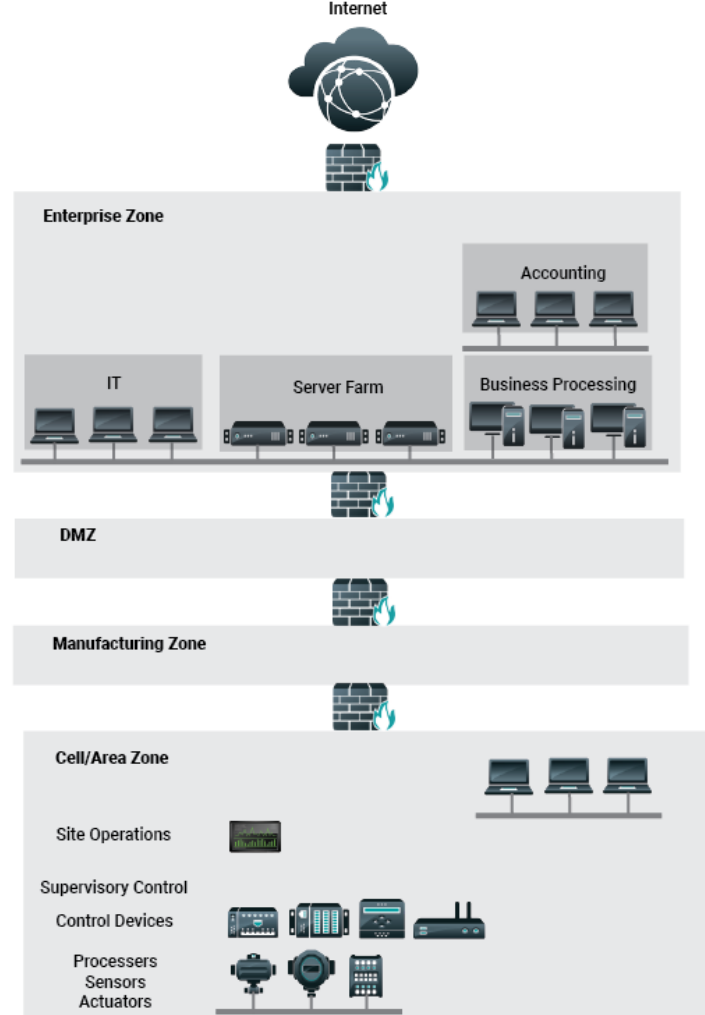 Internet
Enterprise Zone
Accounting
IT
Server Farm
Business Processing
DMZ
Manufacturing Zone
Cell/Area Zone
Site Operations
Supervisory Control
Control Devices
Processers
Sensors
Actuators